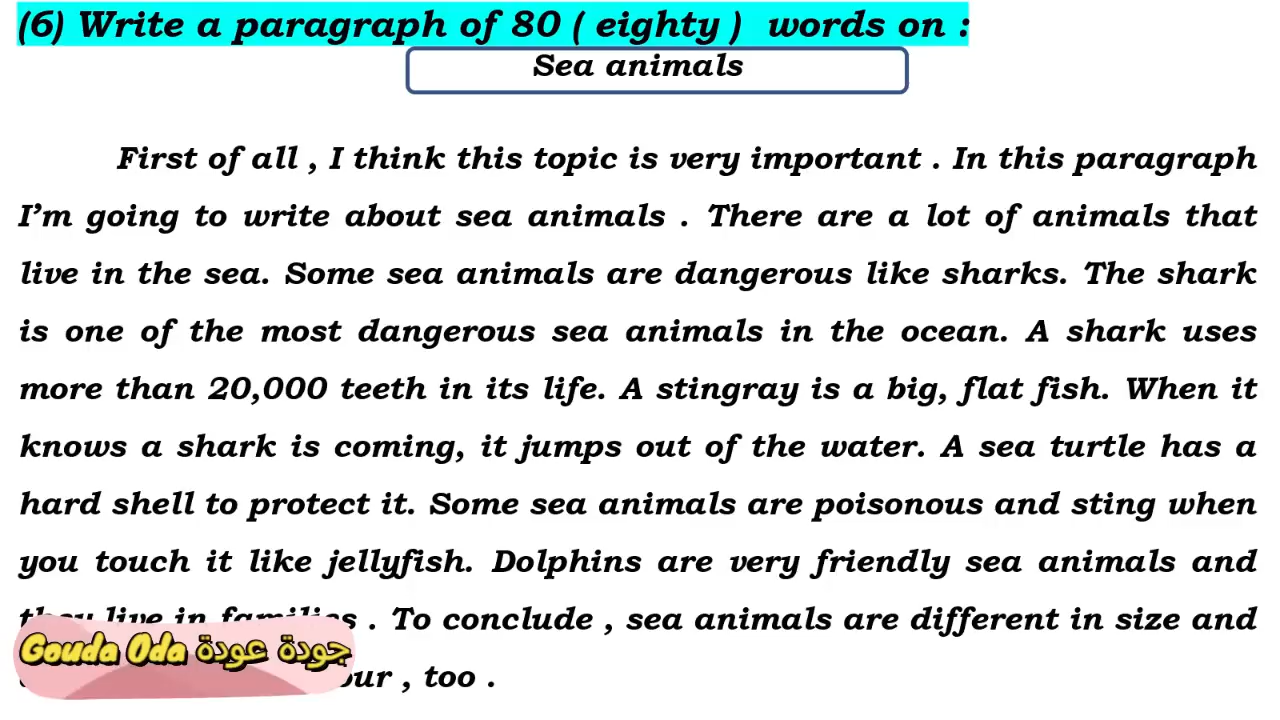 (6) Write a paragraph of 80 ( eighty ) words on :
Sea animals
First of all , I think this topic is very important . In this paragraph
I’m going to write about sea animals . There are a lot of animals that
live in the sea. Some sea animals are dangerous like sharks. The shark
is one of the most dangerous sea animals in the ocean. A shark uses
more than 20,000 teeth in its life. A stingray is a big, flat fish. When it
knows a shark is coming, it jumps out of the water. A sea turtle has a
hard shell to protect it. Some sea animals are poisonous and sting when
you touch it like jellyfish. Dolphins are very friendly sea animals and
they live in families . To conclude , sea animals are different in size and
, too .
Gouda Oda جودة عودة